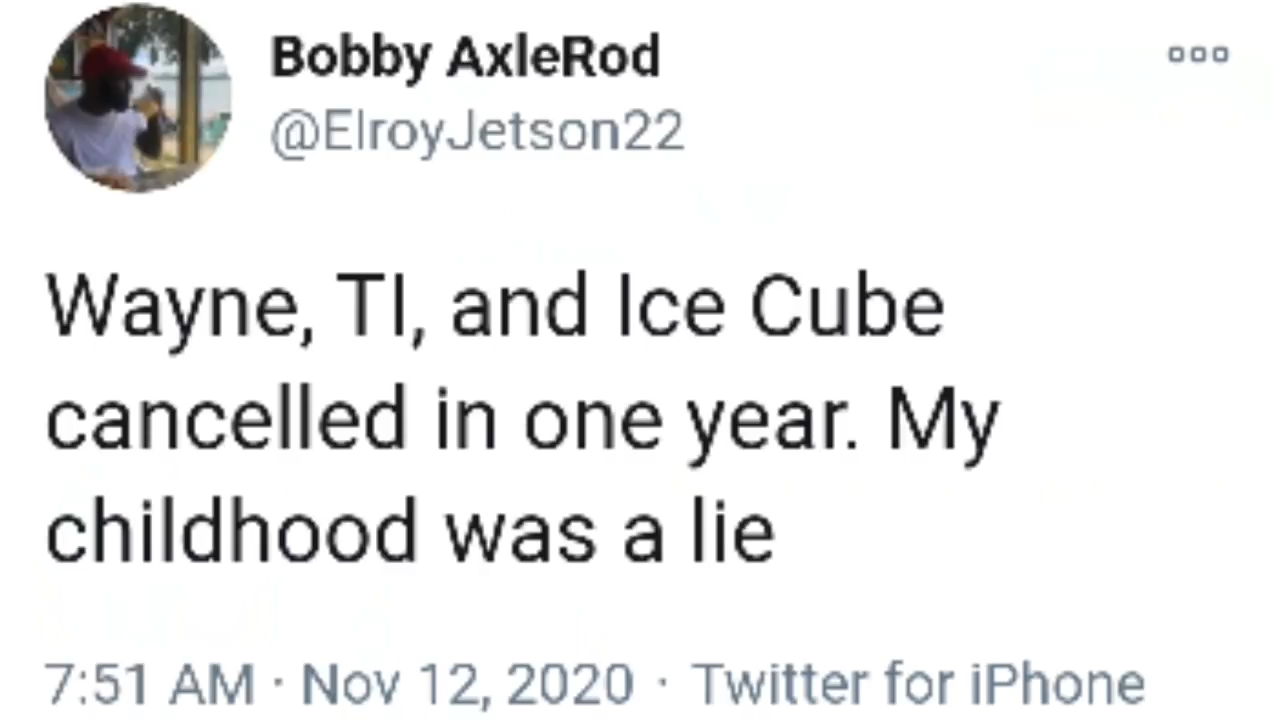 Bobby AxleRod
@ElroyJetson22
Wayne, TI, and Ice Cube
cancelled in one year. My
childhood was a lie
7:51 AM · Nov 12, 2020 · Twitter for iPhone